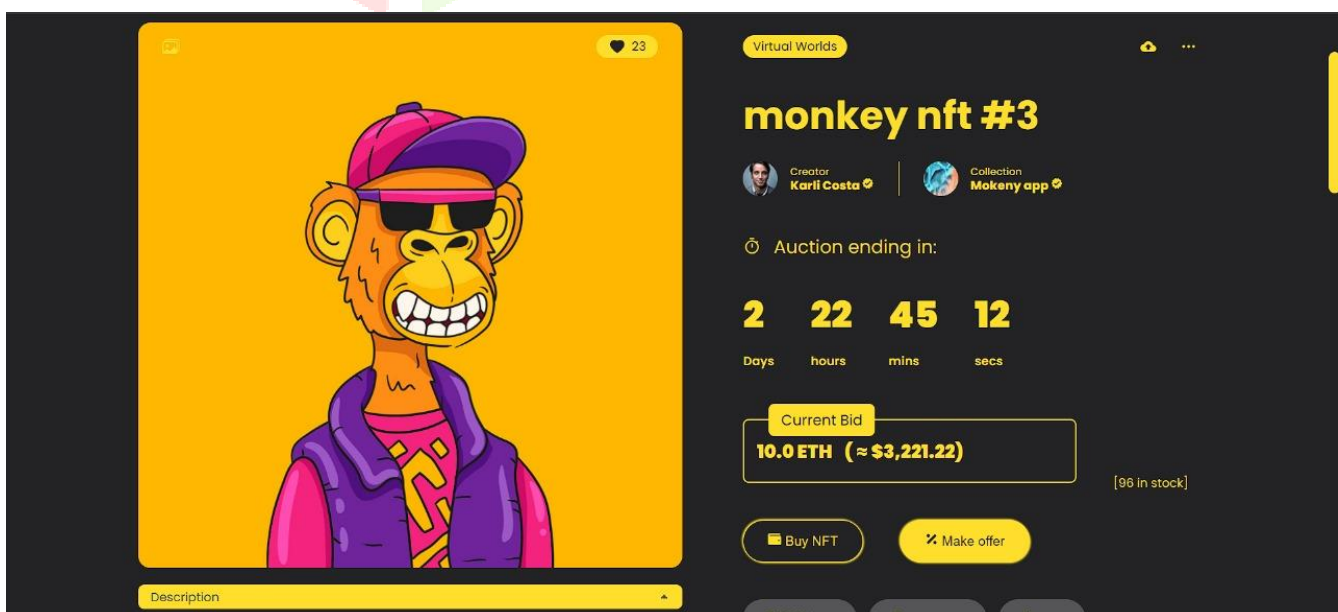 23
Virtual Worlds
monkey nft #3
Creator
Karli Costa
Collection
Mokeny app
Auction ending in:
2 22 45 12
Days hours mins secs
Current Bid
10.0 ETH (≈ $3,221.22)
[96 in stock]
Buy NFT
Make offer
Description